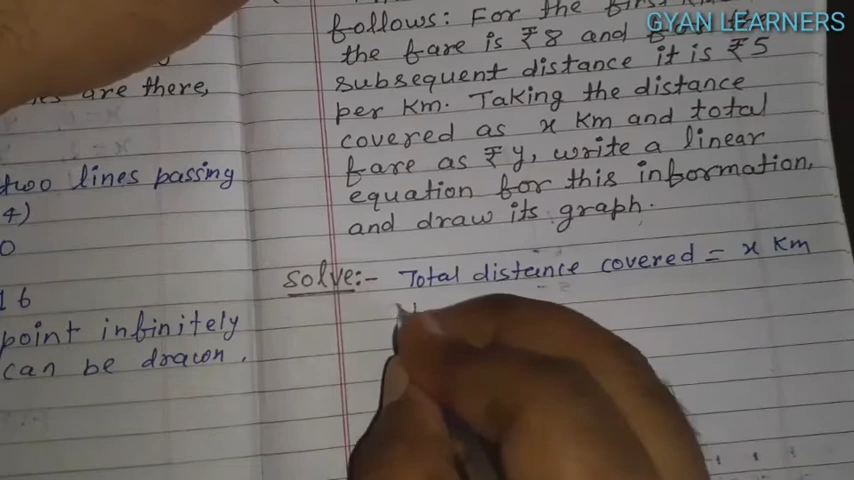 GYAN LEARNERS
are there,
two lines passing
4)
0
16
point infinitely
can be drawn.
follows: For the first
the fare is ₹8 and
subsequent distance it is ₹5
per Km. Taking the distance
covered as x Km and total
fare as ₹y, write a linear
equation for this information,
and draw its graph.
Solve:- Total distance covered = x Km